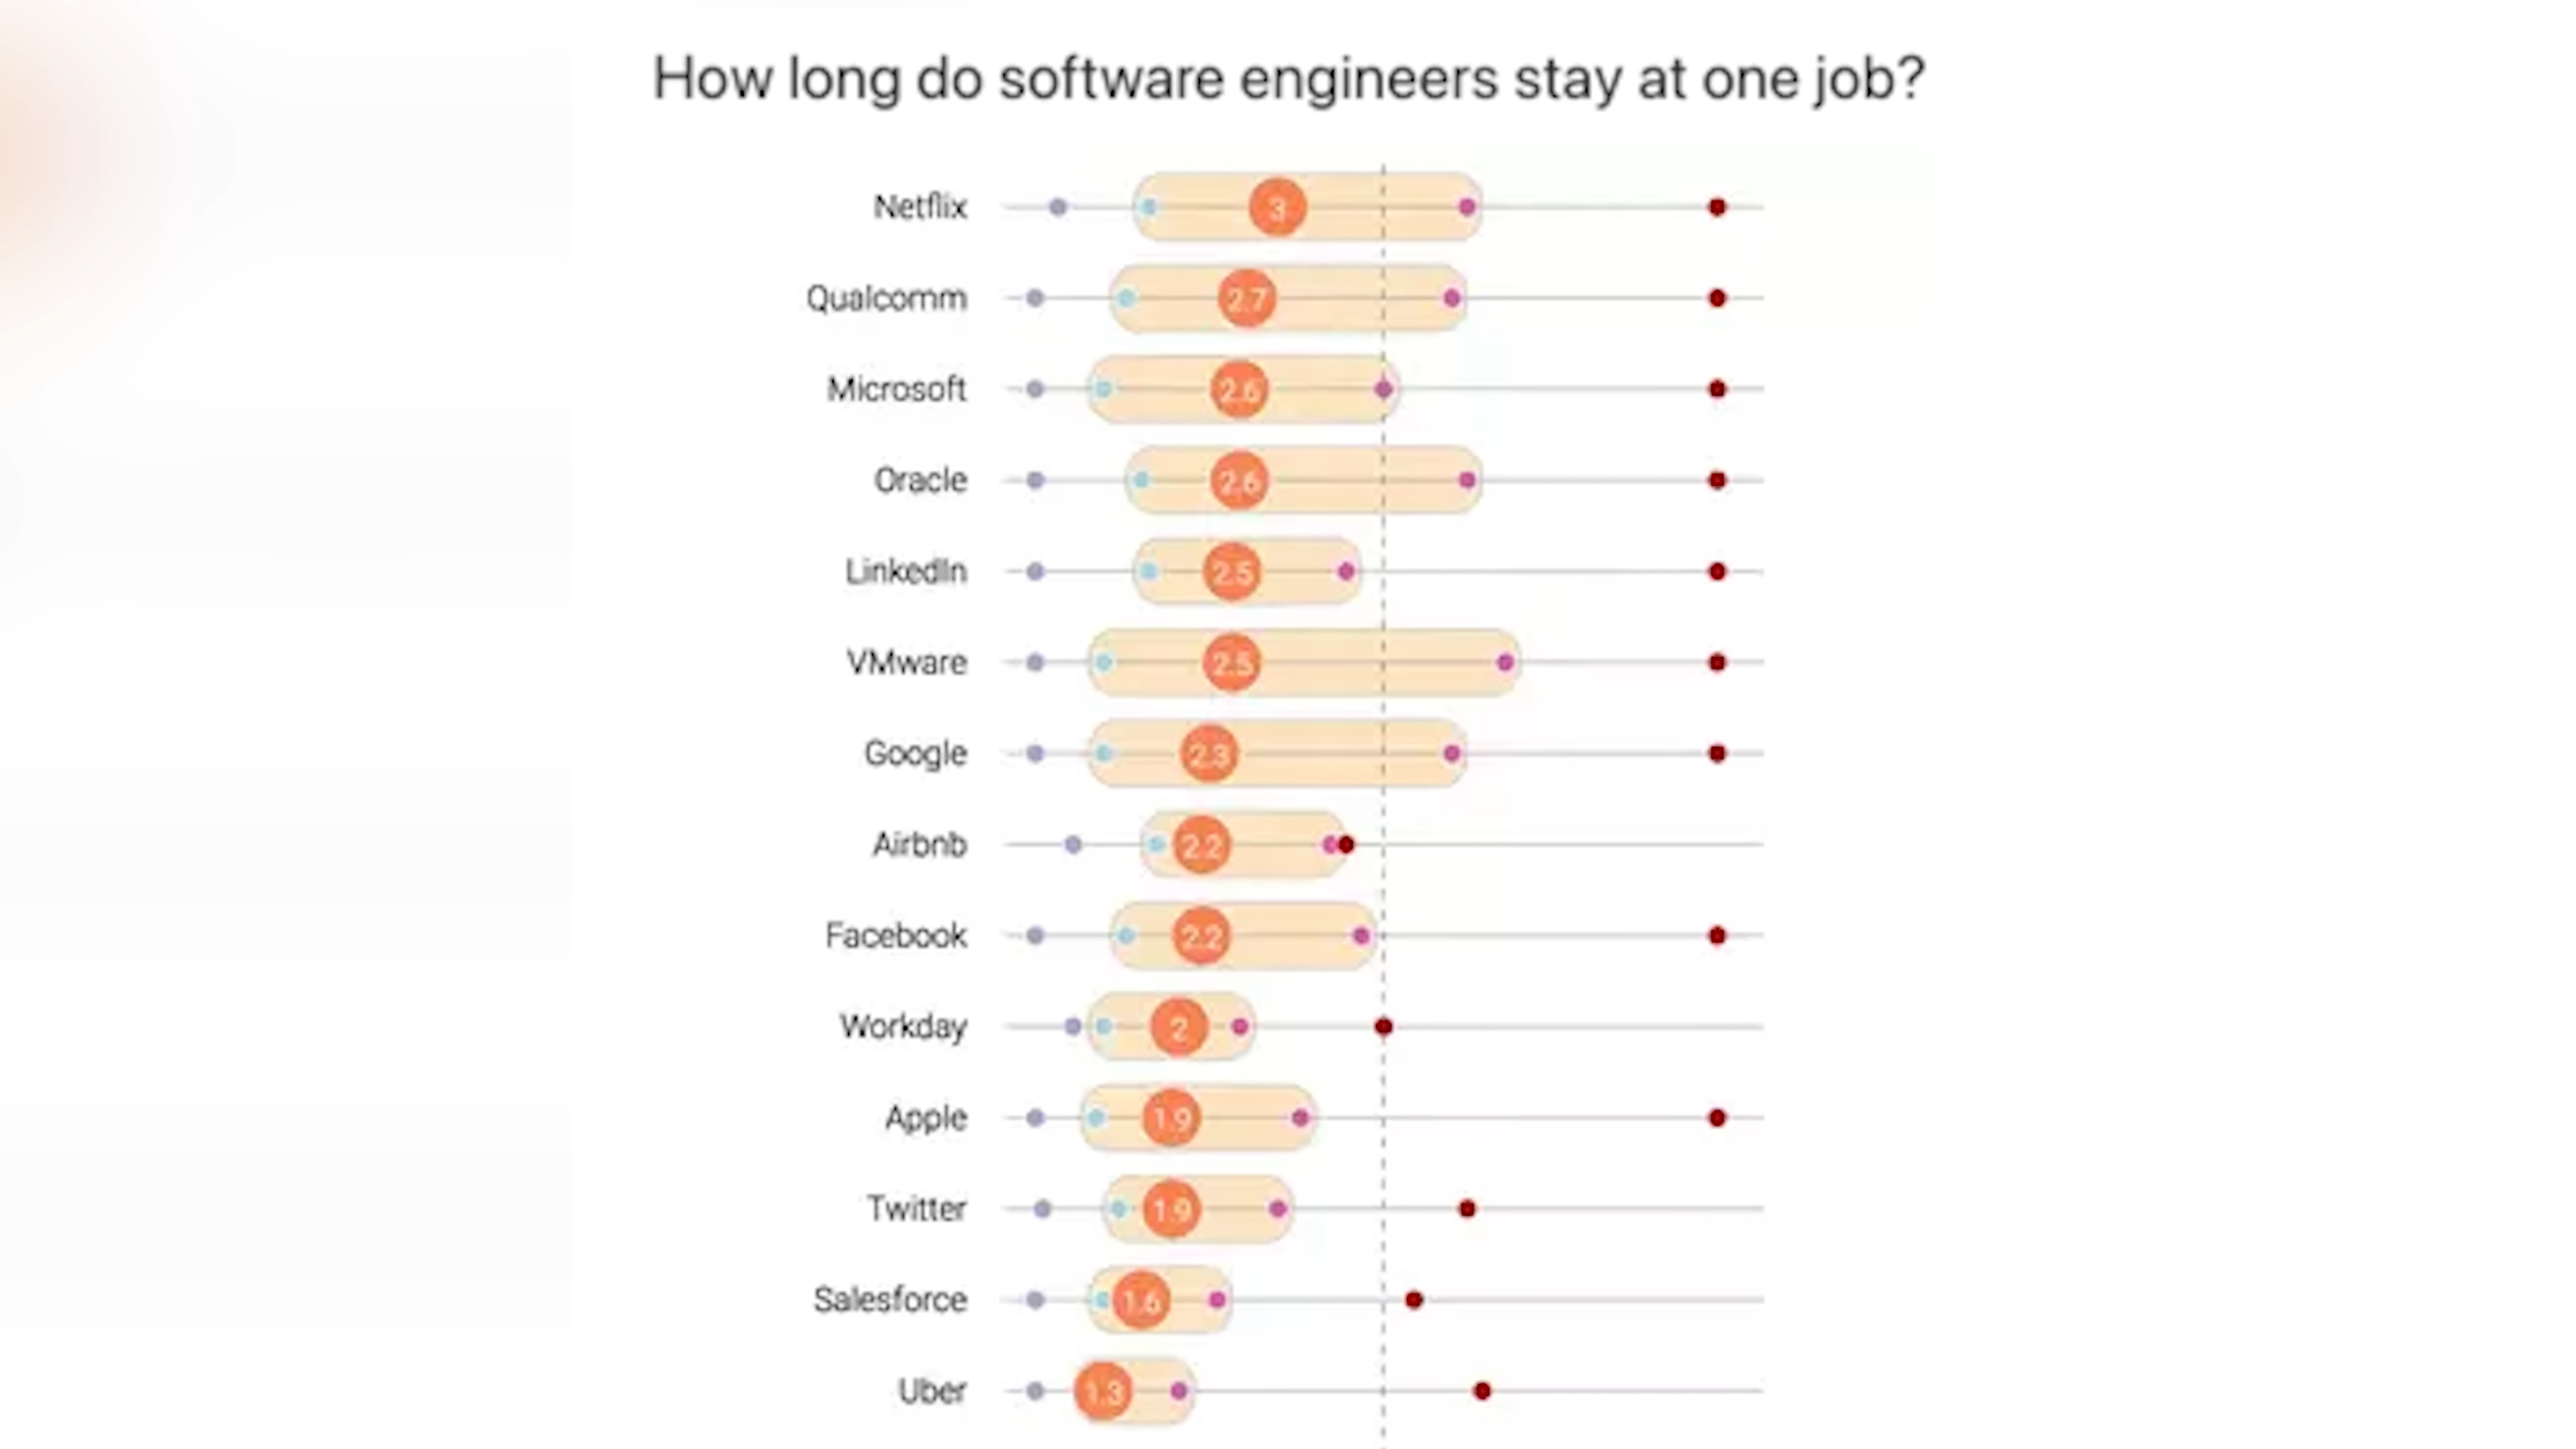 How long do software engineers stay at one job?
Netflix 3
Qualcomm 2.7
Microsoft 2.6
Oracle 2.6
LinkedIn 2.5
VMware 2.5
Google 2.3
Airbnb 2.2
Facebook 2.2
Workday 2
Apple 1.9
Twitter 1.9
Salesforce 1.6
Uber 1.3